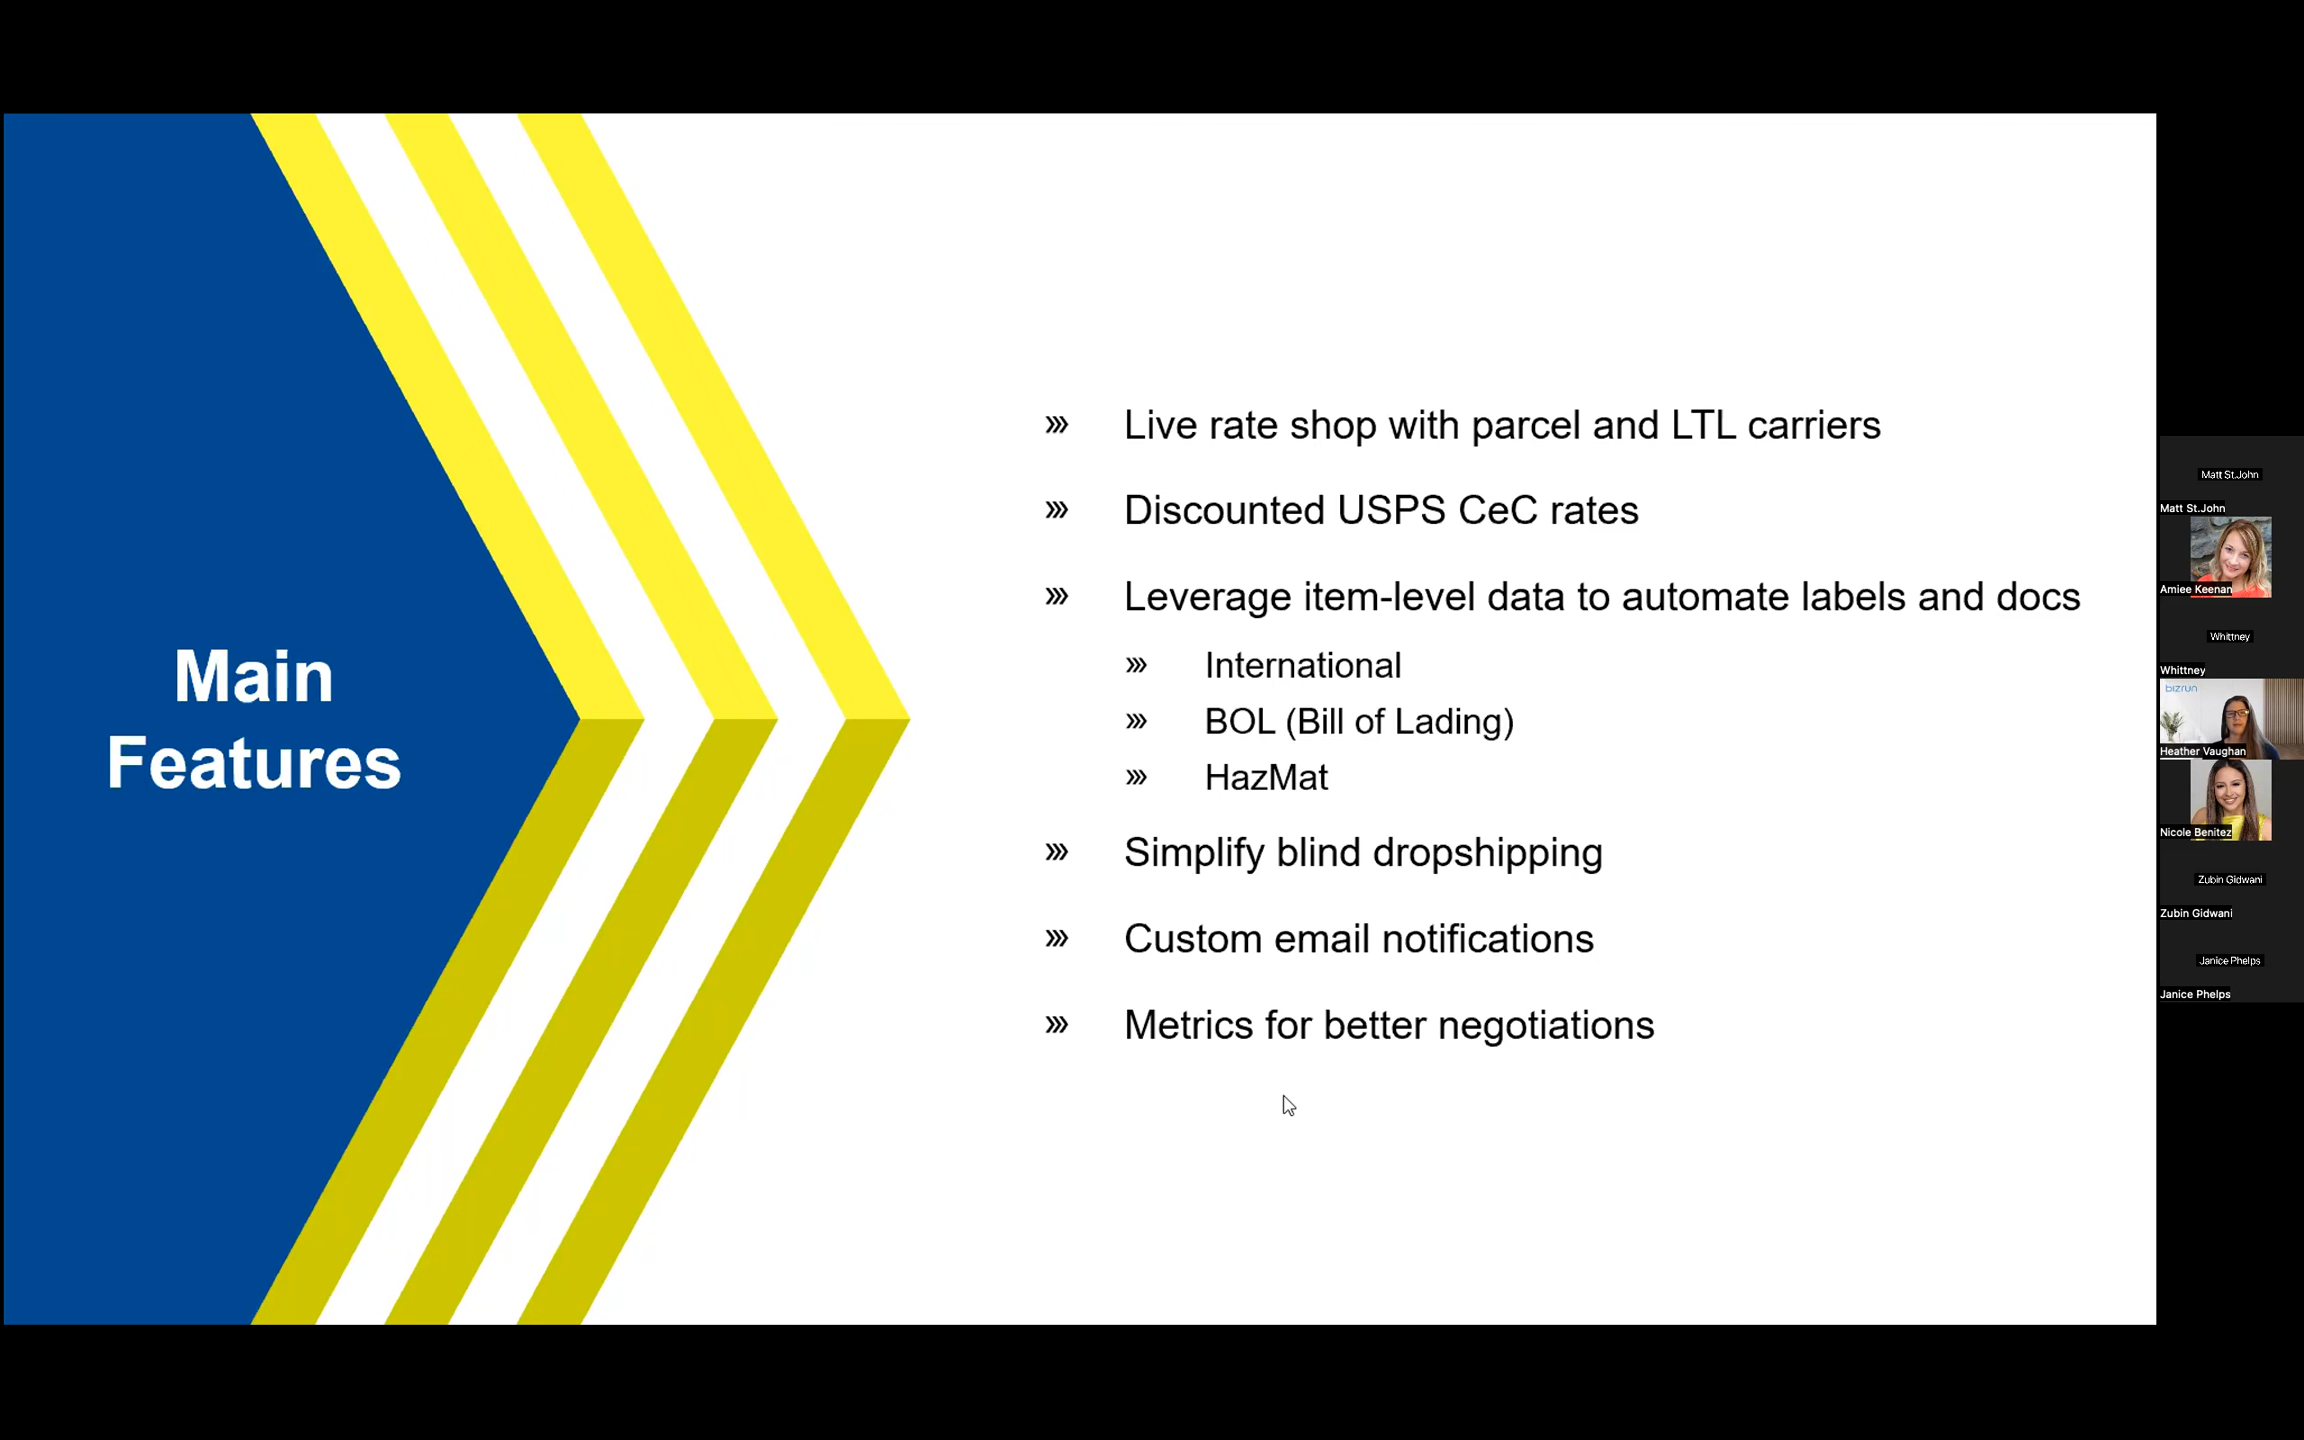 Main
Features
Live rate shop with parcel and LTL carriers
Discounted USPS CeC rates
Leverage item-level data to automate labels and docs
International
BOL (Bill of Lading)
HazMat
Simplify blind dropshipping
Custom email notifications
Metrics for better negotiations
Matt St.John
Matt St.John
Amiee Keenan
Whittney
Whittney
bizrun
Heather Vaughan
Nicole Benitez
Zubin Gidwani
Zubin Gidwani
Janice Phelps
Janice Phelps